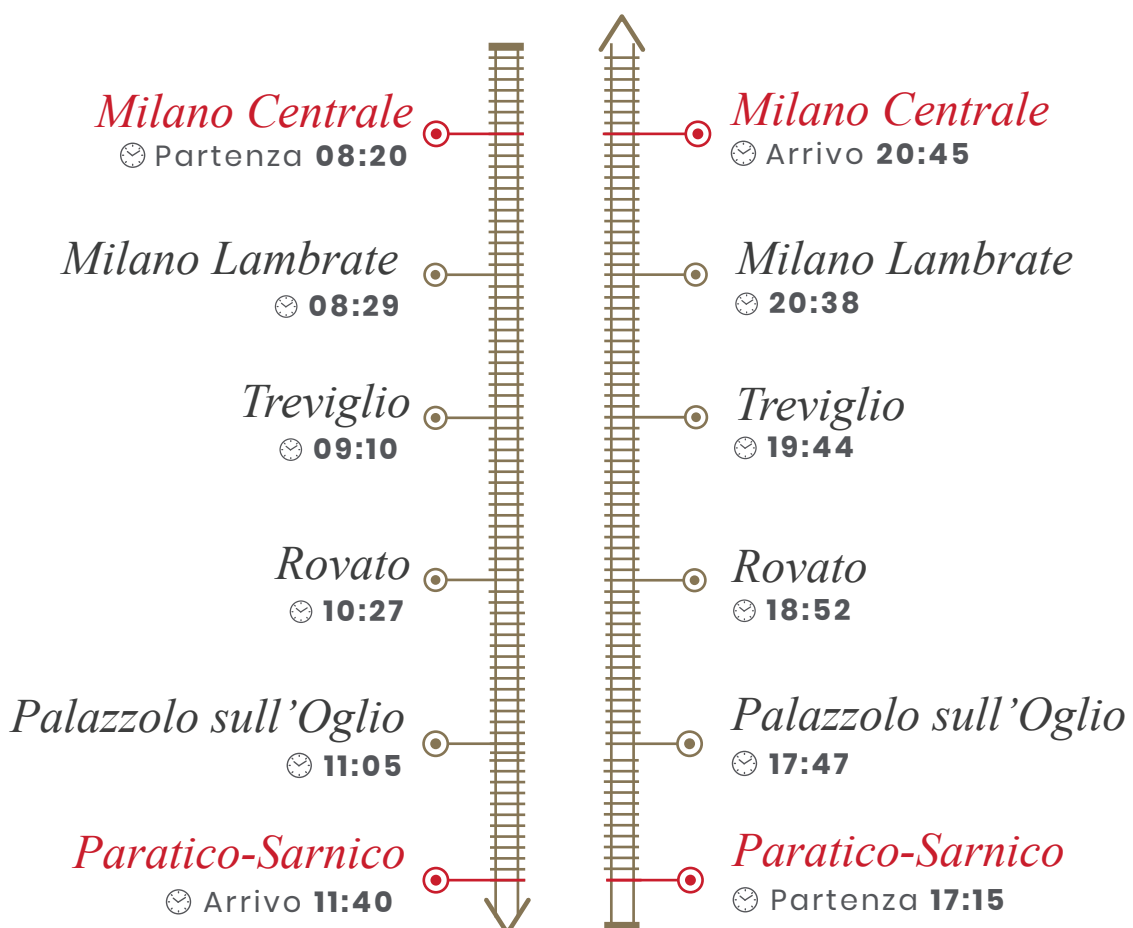 Milano Centrale
Partenza 08:20
Milano Lambrate
08:29
Treviglio
09:10
Rovato
10:27
Palazzolo sull’Oglio
11:05
Paratico-Sarnico
Arrivo 11:40
Milano Centrale
Arrivo 20:45
Milano Lambrate
20:38
Treviglio
19:44
Rovato
18:52
Palazzolo sull’Oglio
17:47
Paratico-Sarnico
Partenza 17:15